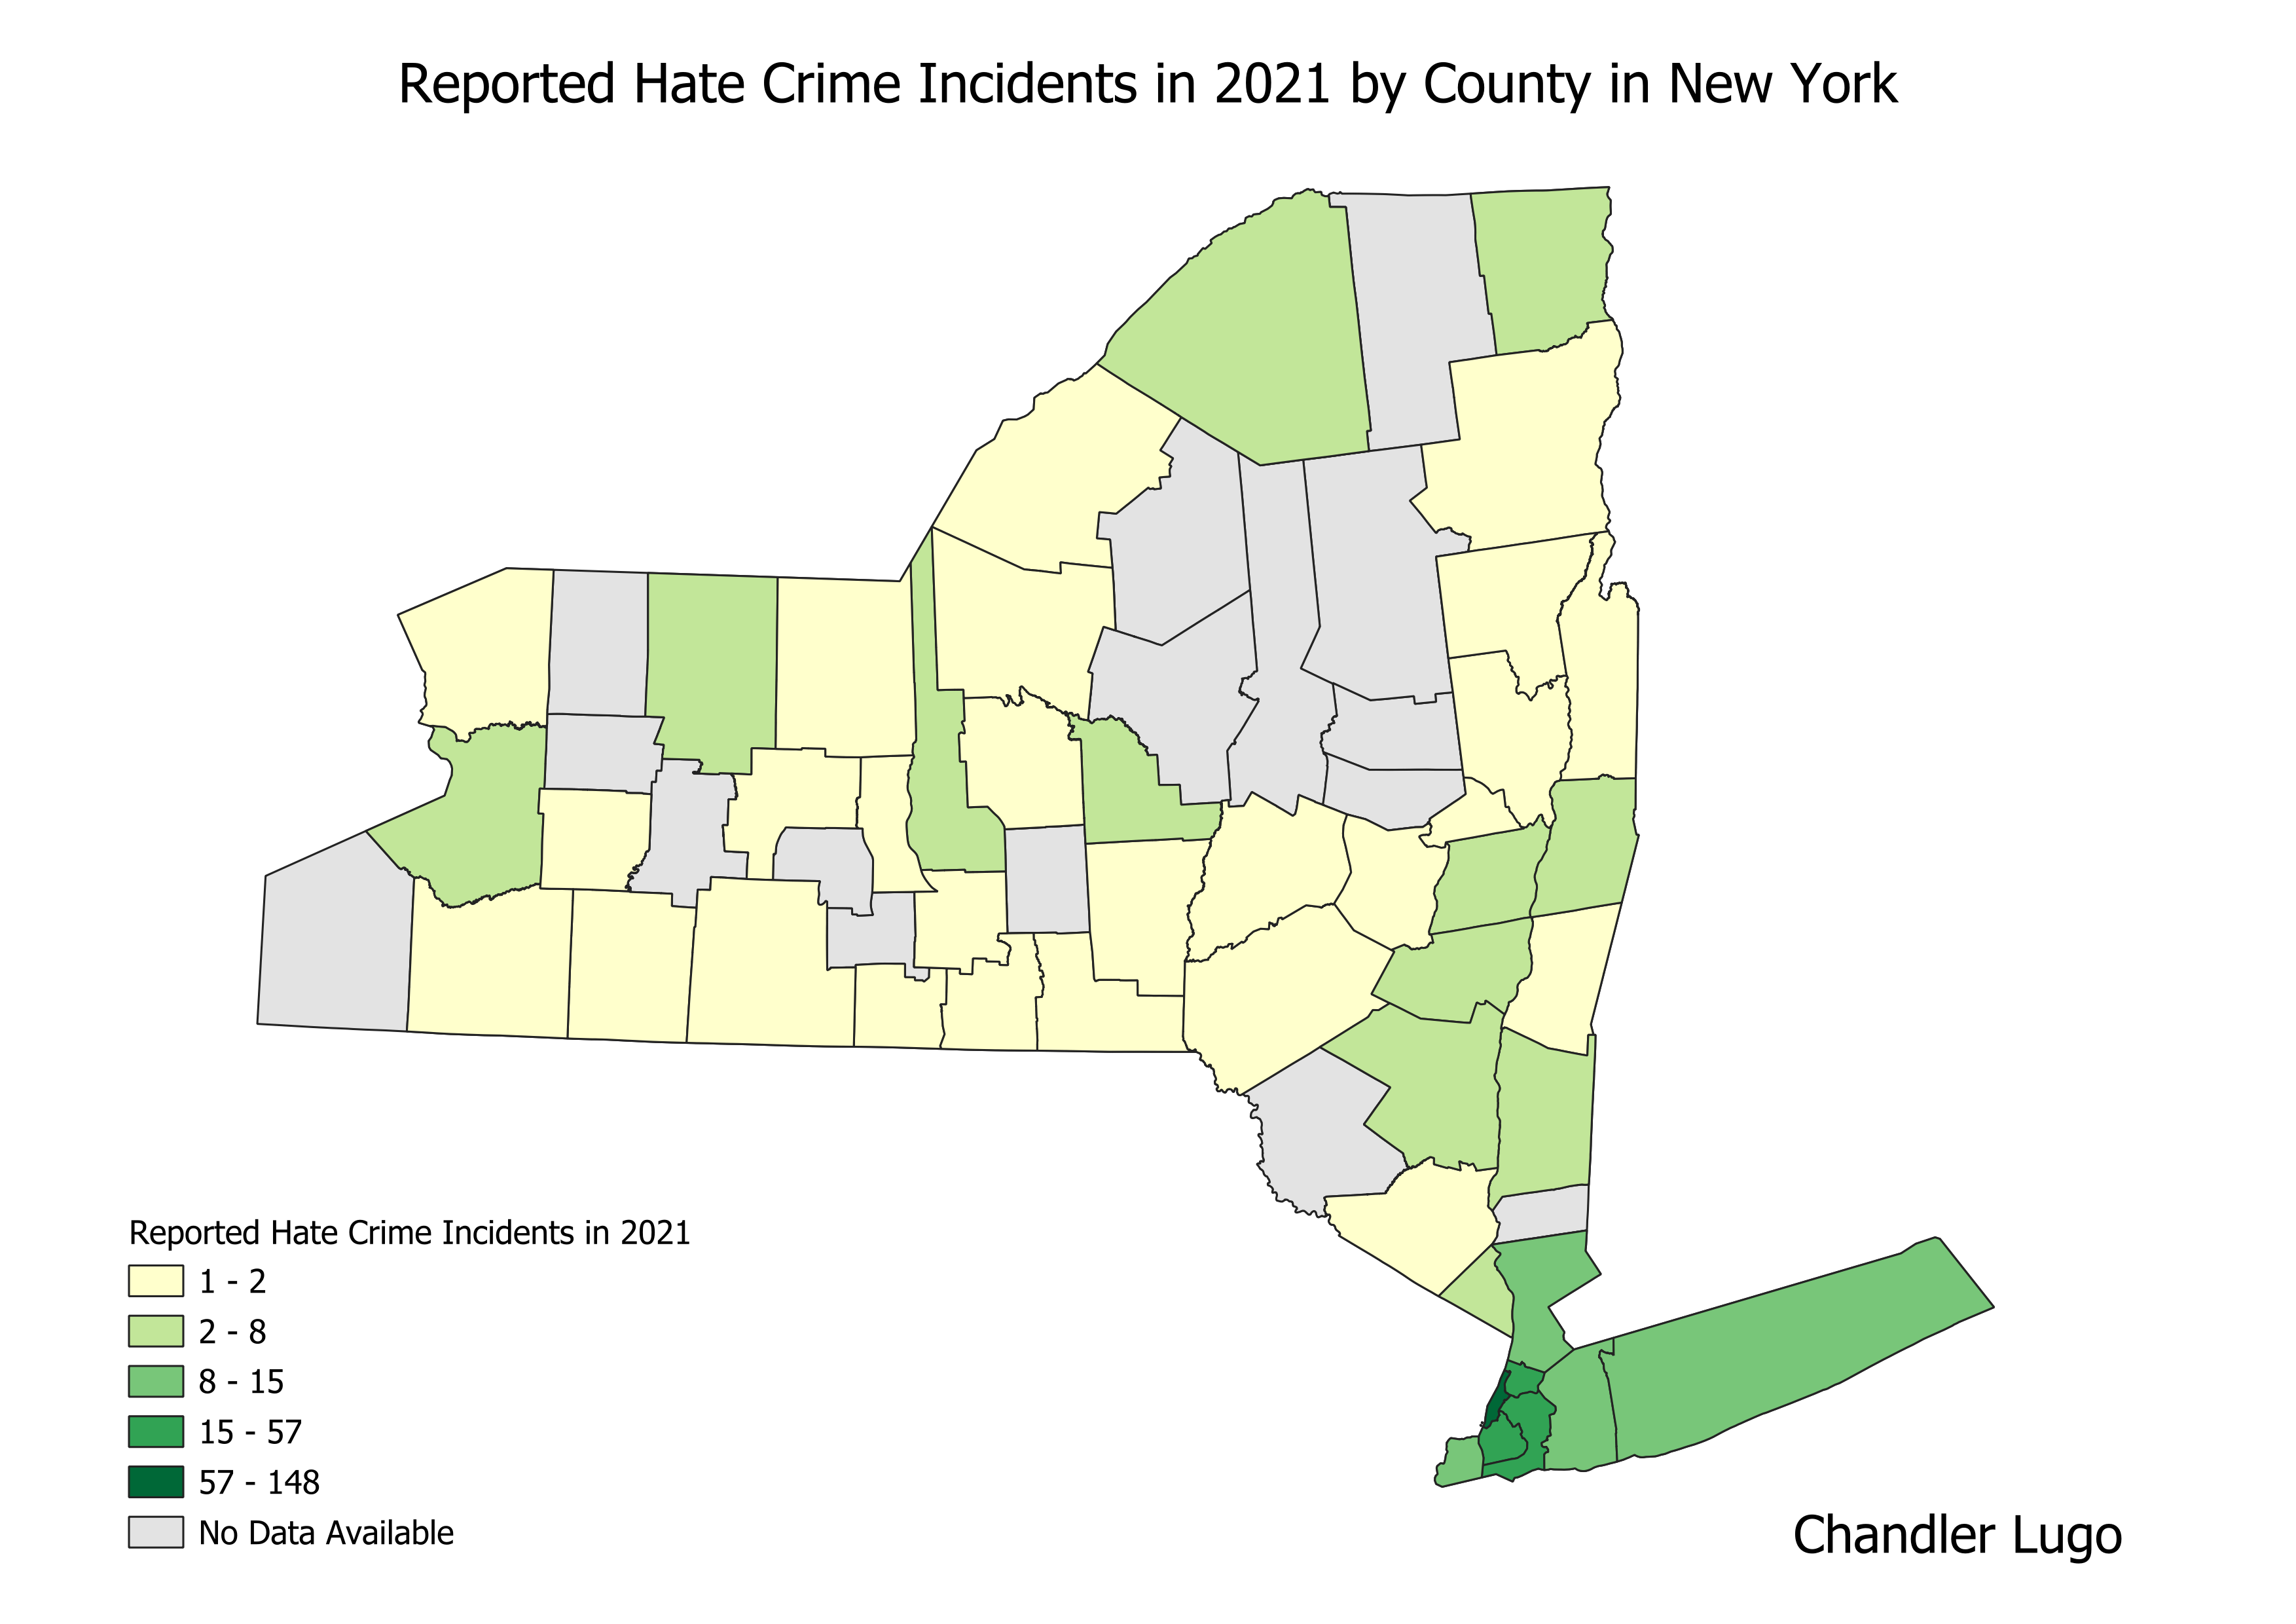 Reported Hate Crime Incidents in 2021 by County in New York
Reported Hate Crime Incidents in 2021
1 - 2
2 - 8
8 - 15
15 - 57
57 - 148
No Data Available
Chandler Lugo